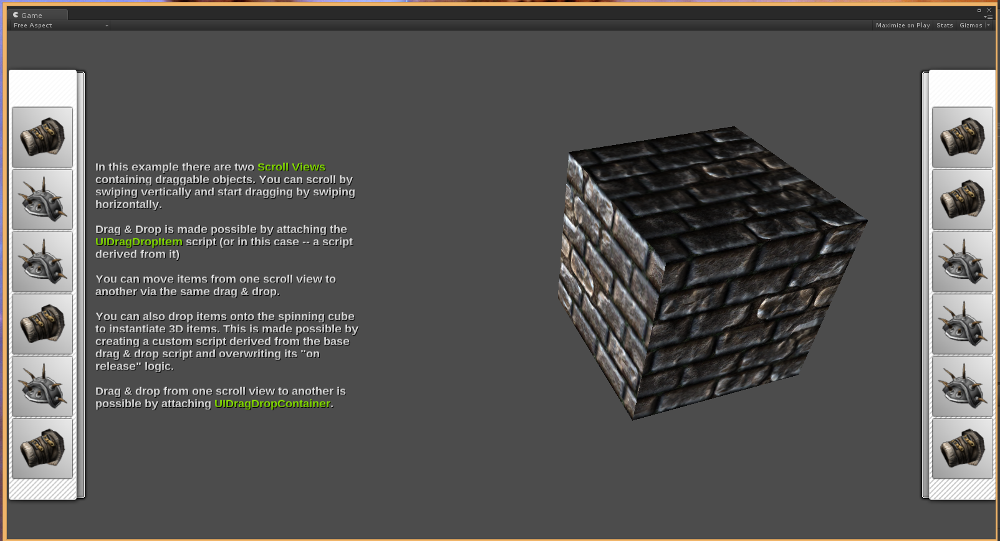 Game
Free Aspect
Maximize on Play Stats Gizmos
In this example there are two Scroll Views
containing draggable objects. You can scroll by
swiping vertically and start dragging by swiping
horizontally.
Drag & Drop is made possible by attaching the
UIDragDropItem script (or in this case -- a script
derived from it)
You can move items from one scroll view to
another via the same drag & drop.
You can also drop items onto the spinning cube
to instantiate 3D items. This is made possible by
creating a custom script derived from the base
drag & drop script and overwriting its "on
release" logic.
Drag & drop from one scroll view to another is
possible by attaching UIDragDropContainer.